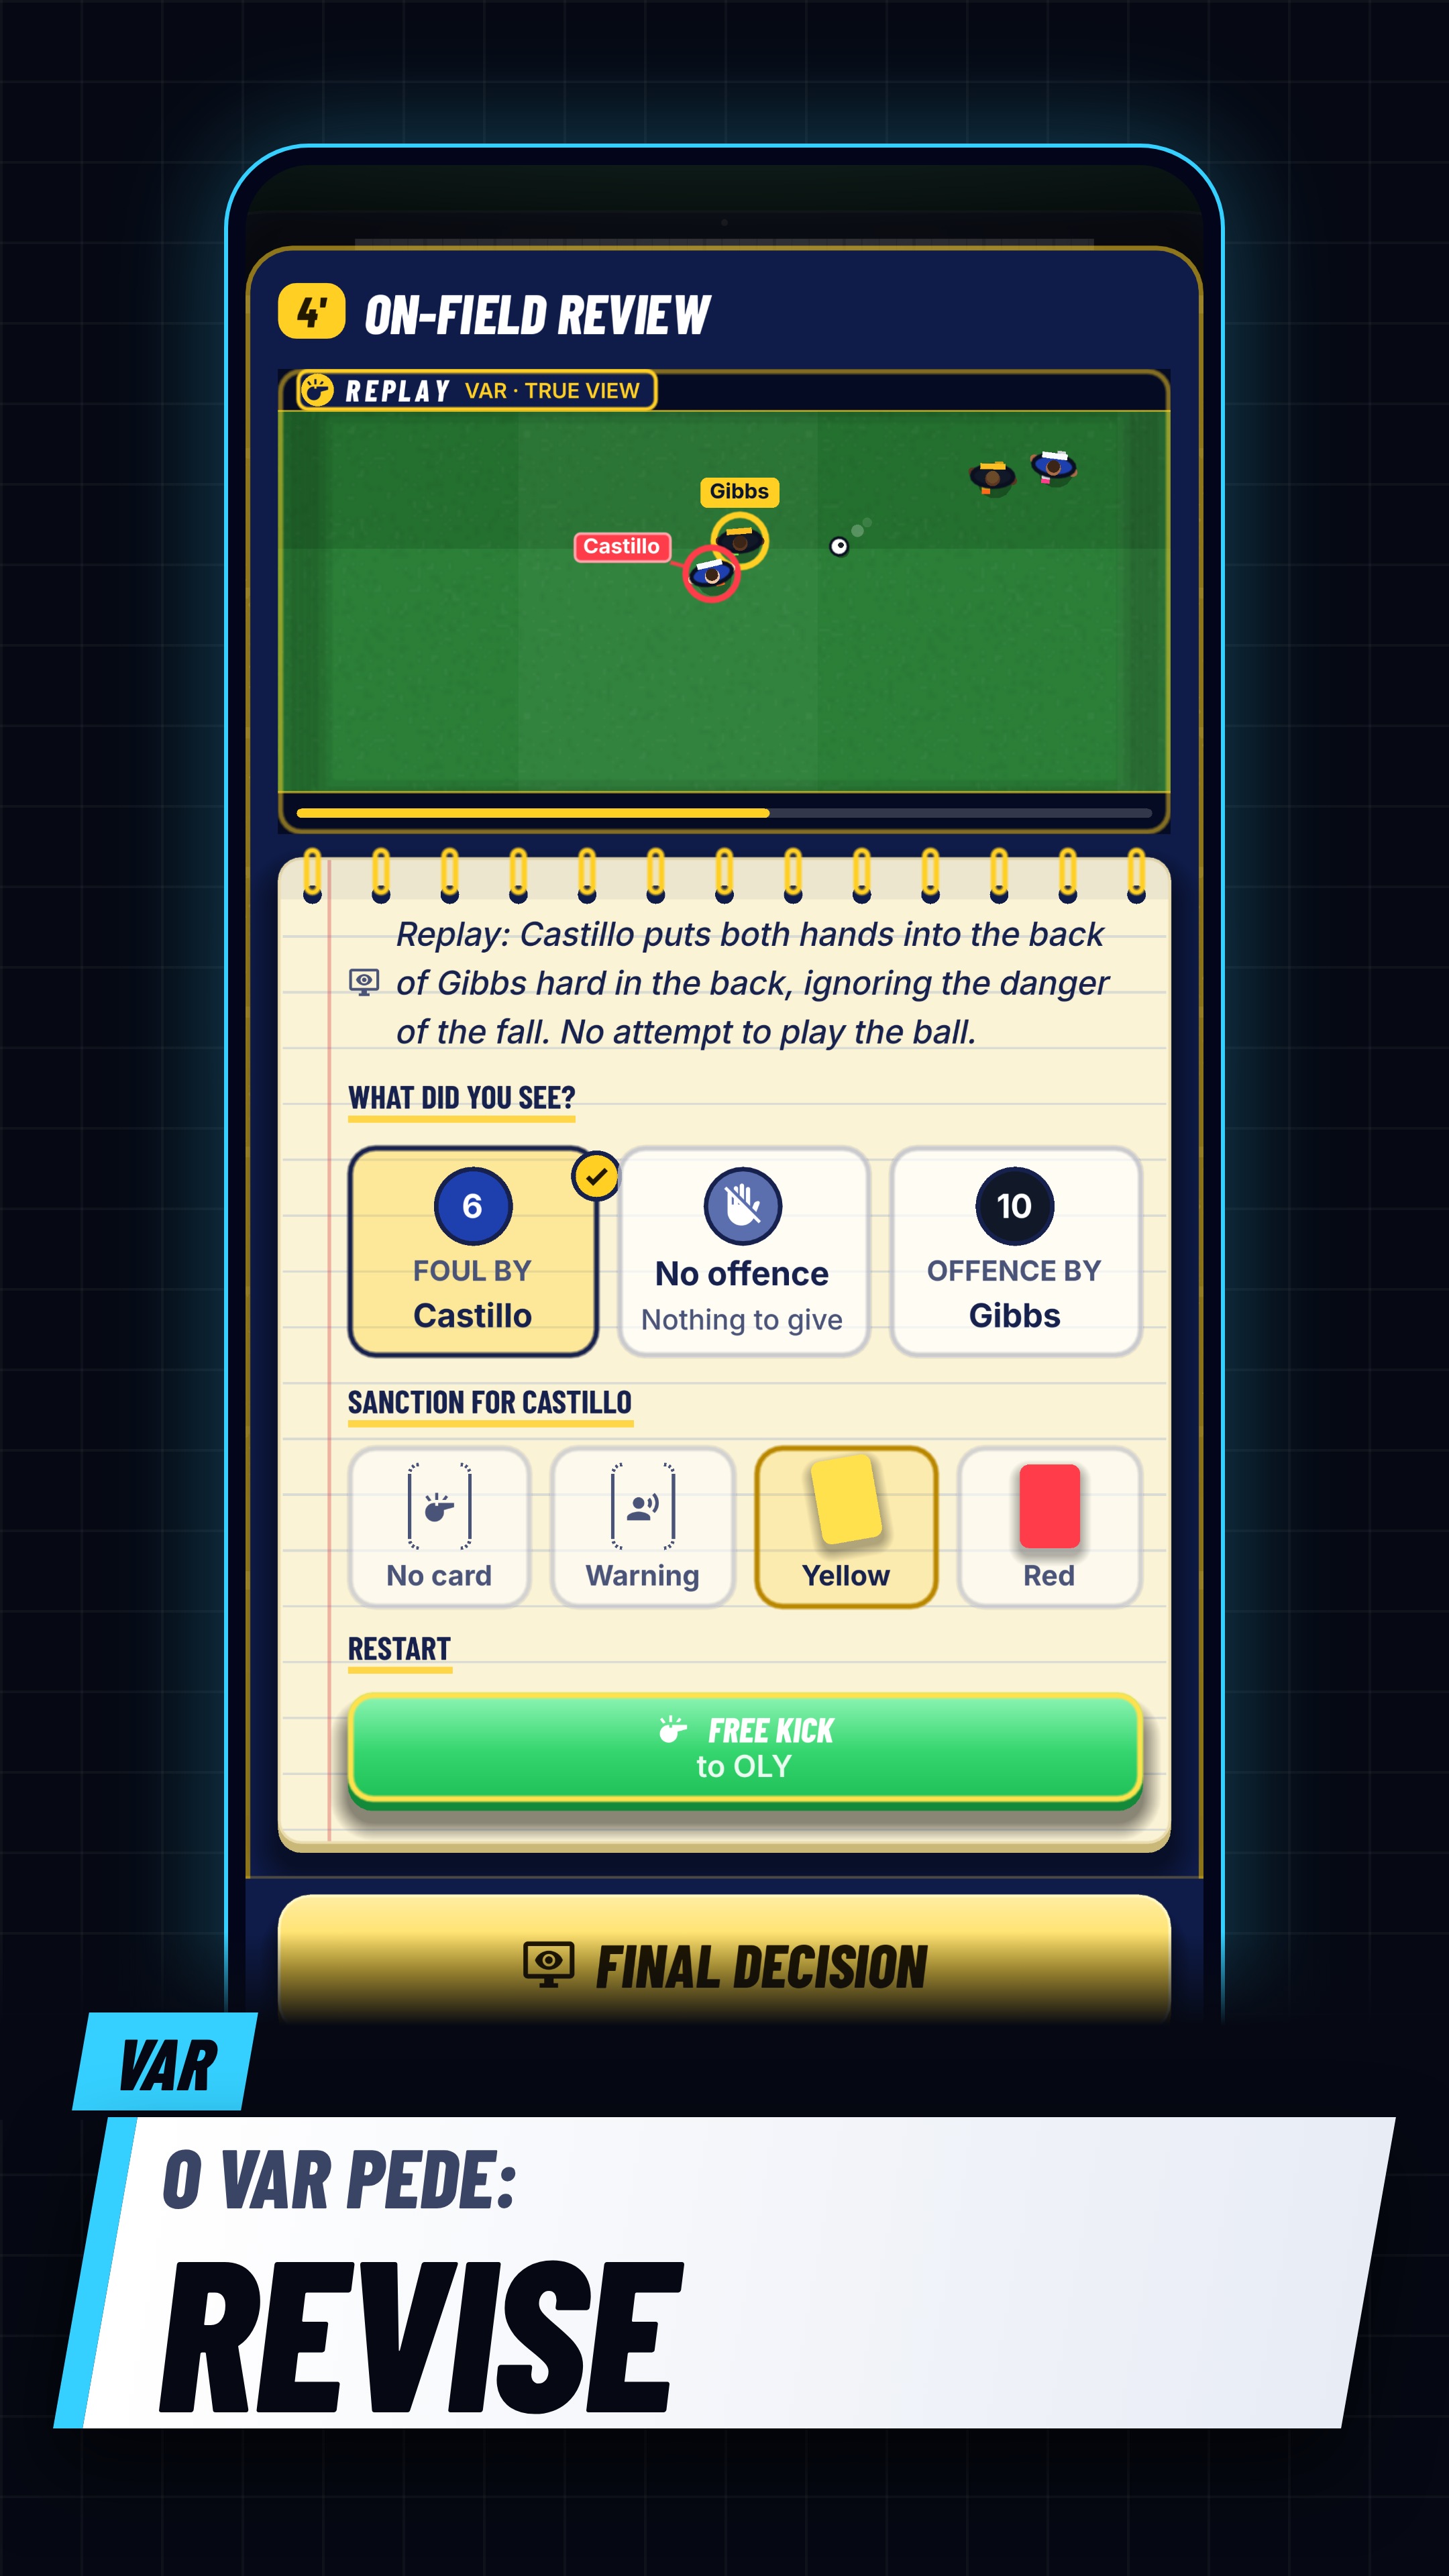 4'
ON-FIELD REVIEW
REPLAY VAR · TRUE VIEW
Gibbs
Castillo
Replay: Castillo puts both hands into the back
of Gibbs hard in the back, ignoring the danger
of the fall. No attempt to play the ball.
WHAT DID YOU SEE?
6
FOUL BY
Castillo
No offence
Nothing to give
10
OFFENCE BY
Gibbs
SANCTION FOR CASTILLO
No card
Warning
Yellow
Red
RESTART
FREE KICK
to OLY
FINAL DECISION
VAR
O VAR PEDE:
REVISE